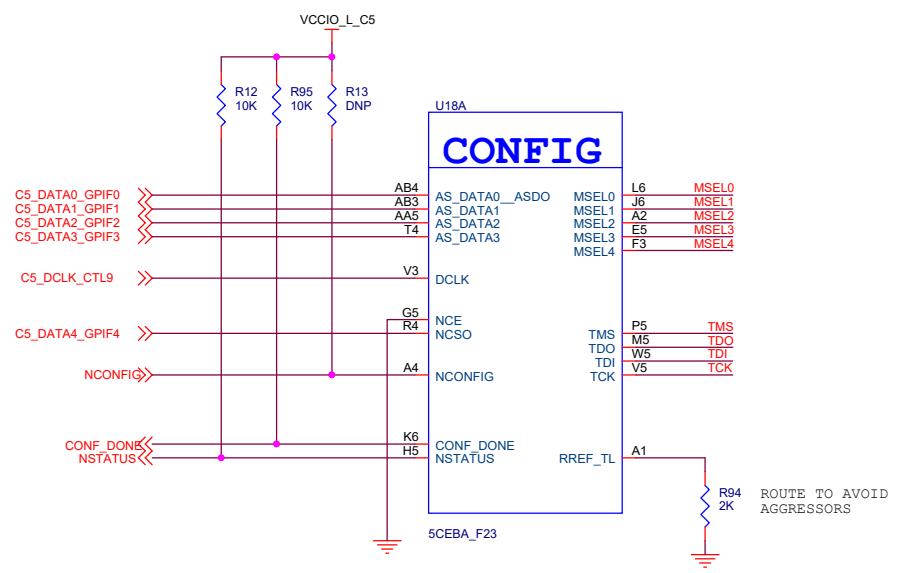 VCCIO_L_C5
R12
10K
R95
10K
R13
DNP
U18A
CONFIG
C5_DATA0_GPIF0
C5_DATA1_GPIF1
C5_DATA2_GPIF2
C5_DATA3_GPIF3
C5_DCLK_CTL9
C5_DATA4_GPIF4
NCONFIG
CONF_DONE
NSTATUS
AB4
AB3
AA5
T4
V3
G5
R4
A4
K6
H5
AS_DATA0__ASDO
AS_DATA1
AS_DATA2
AS_DATA3
DCLK
NCE
NCSO
NCONFIG
CONF_DONE
NSTATUS
MSEL0
MSEL1
MSEL2
MSEL3
MSEL4
TMS
TDO
TDI
TCK
RREF_TL
L6
J6
A2
E5
F3
P5
M5
W5
V5
A1
MSEL0
MSEL1
MSEL2
MSEL3
MSEL4
TMS
TDO
TDI
TCK
R94
2K
ROUTE TO AVOID
AGGRESSORS
5CEBA_F23